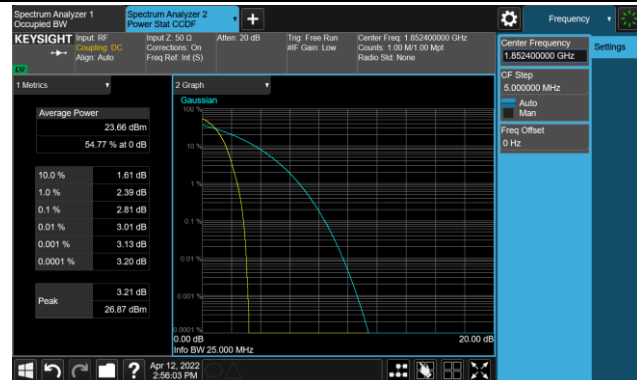 Spectrum Analyzer 1
Occupied BW
Spectrum Analyzer 2
Power Stat CCDF
Frequency
KEYSIGHT
Input: RF
Coupling: DC
Align: Auto
Input Z: 50 Ω
Corrections: On
Freq Ref: Int (S)
Atten: 20 dB
Trig: Free Run
#IF Gain: Low
Center Freq: 1.852400000 GHz
Counts: 1.00 M/1.00 Mpt
Radio Std: None
Center Frequency
1.852400000 GHz
Settings
CF Step
5.000000 MHz
Auto
Man
Freq Offset
0 Hz
1 Metrics
Average Power
23.66 dBm
54.77 % at 0 dB
10.0 % 1.61 dB
1.0 % 2.39 dB
0.1 % 2.81 dB
0.01 % 3.01 dB
0.001 % 3.13 dB
0.0001 % 3.20 dB
Peak
3.21 dB
26.87 dBm
2 Graph
Gaussian
100 %
10 %
1 %
0.1 %
0.01 %
0.001 %
0.0001 %
0.00 dB
20.00 dB
Info BW 25.000 MHz
?
Apr 12, 2022
2:56:03 PM